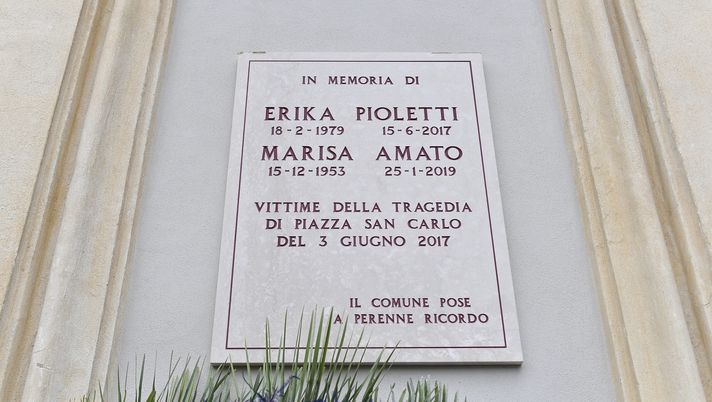 IN MEMORIA DI
ERIKA PIOLETTI
18-2-1979 15-6-2017
MARISA AMATO
15-12-1953 25-1-2019
VITTIME DELLA TRAGEDIA
DI PIAZZA SAN CARLO
DEL 3 GIUGNO 2017
IL COMUNE POSE
A PERENNE RICORDO